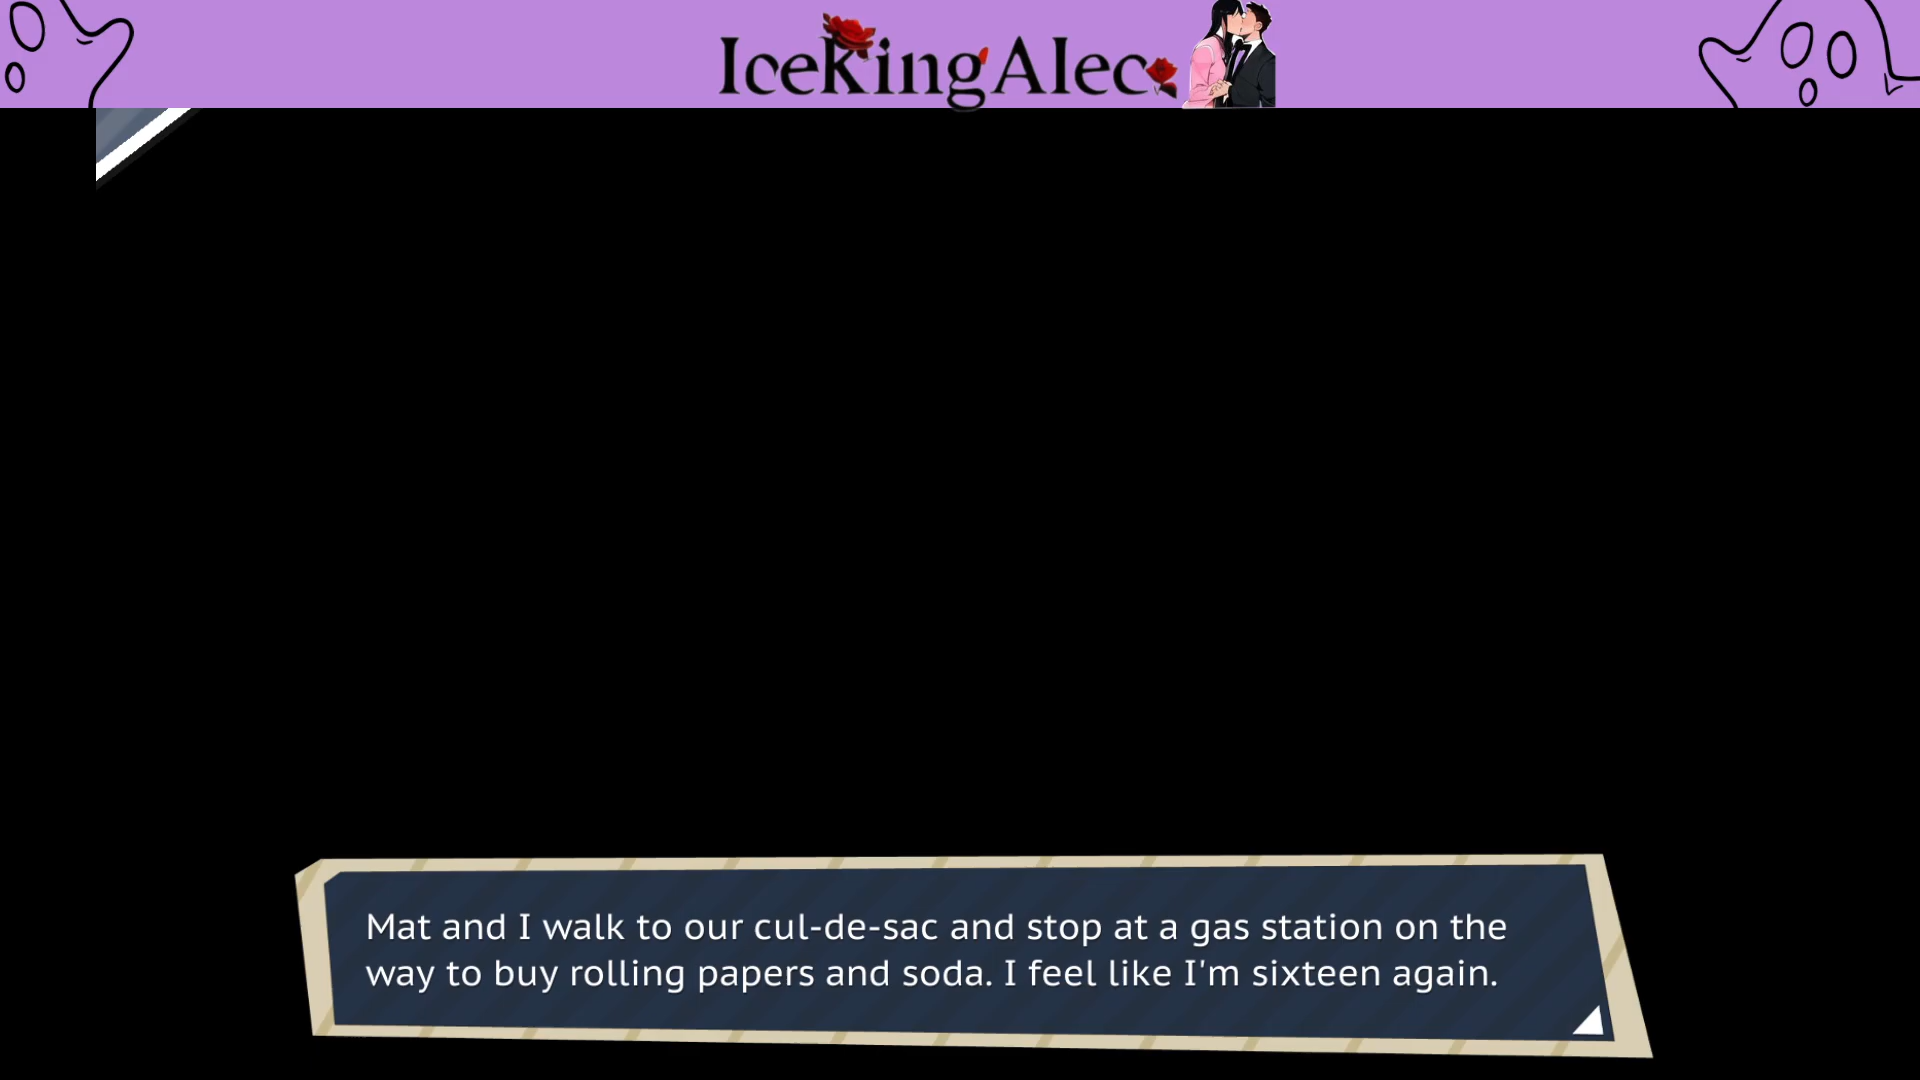 IceKingAlec
Mat and I walk to our cul-de-sac and stop at a gas station on the
way to buy rolling papers and soda. I feel like I'm sixteen again.